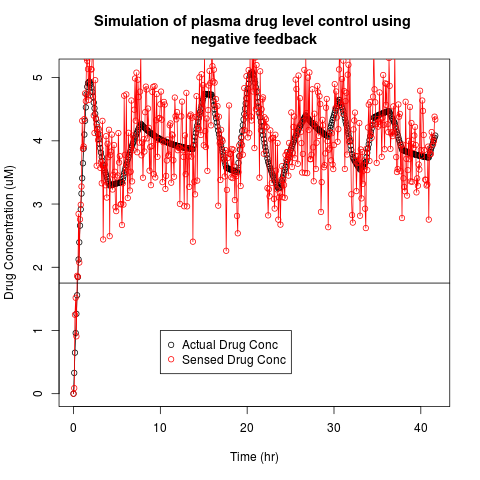 Simulation of plasma drug level control using
negative feedback
Drug Concentration (uM)
5
4
3
2
1
0
Actual Drug Conc
Sensed Drug Conc
0
10
20
30
40
Time (hr)